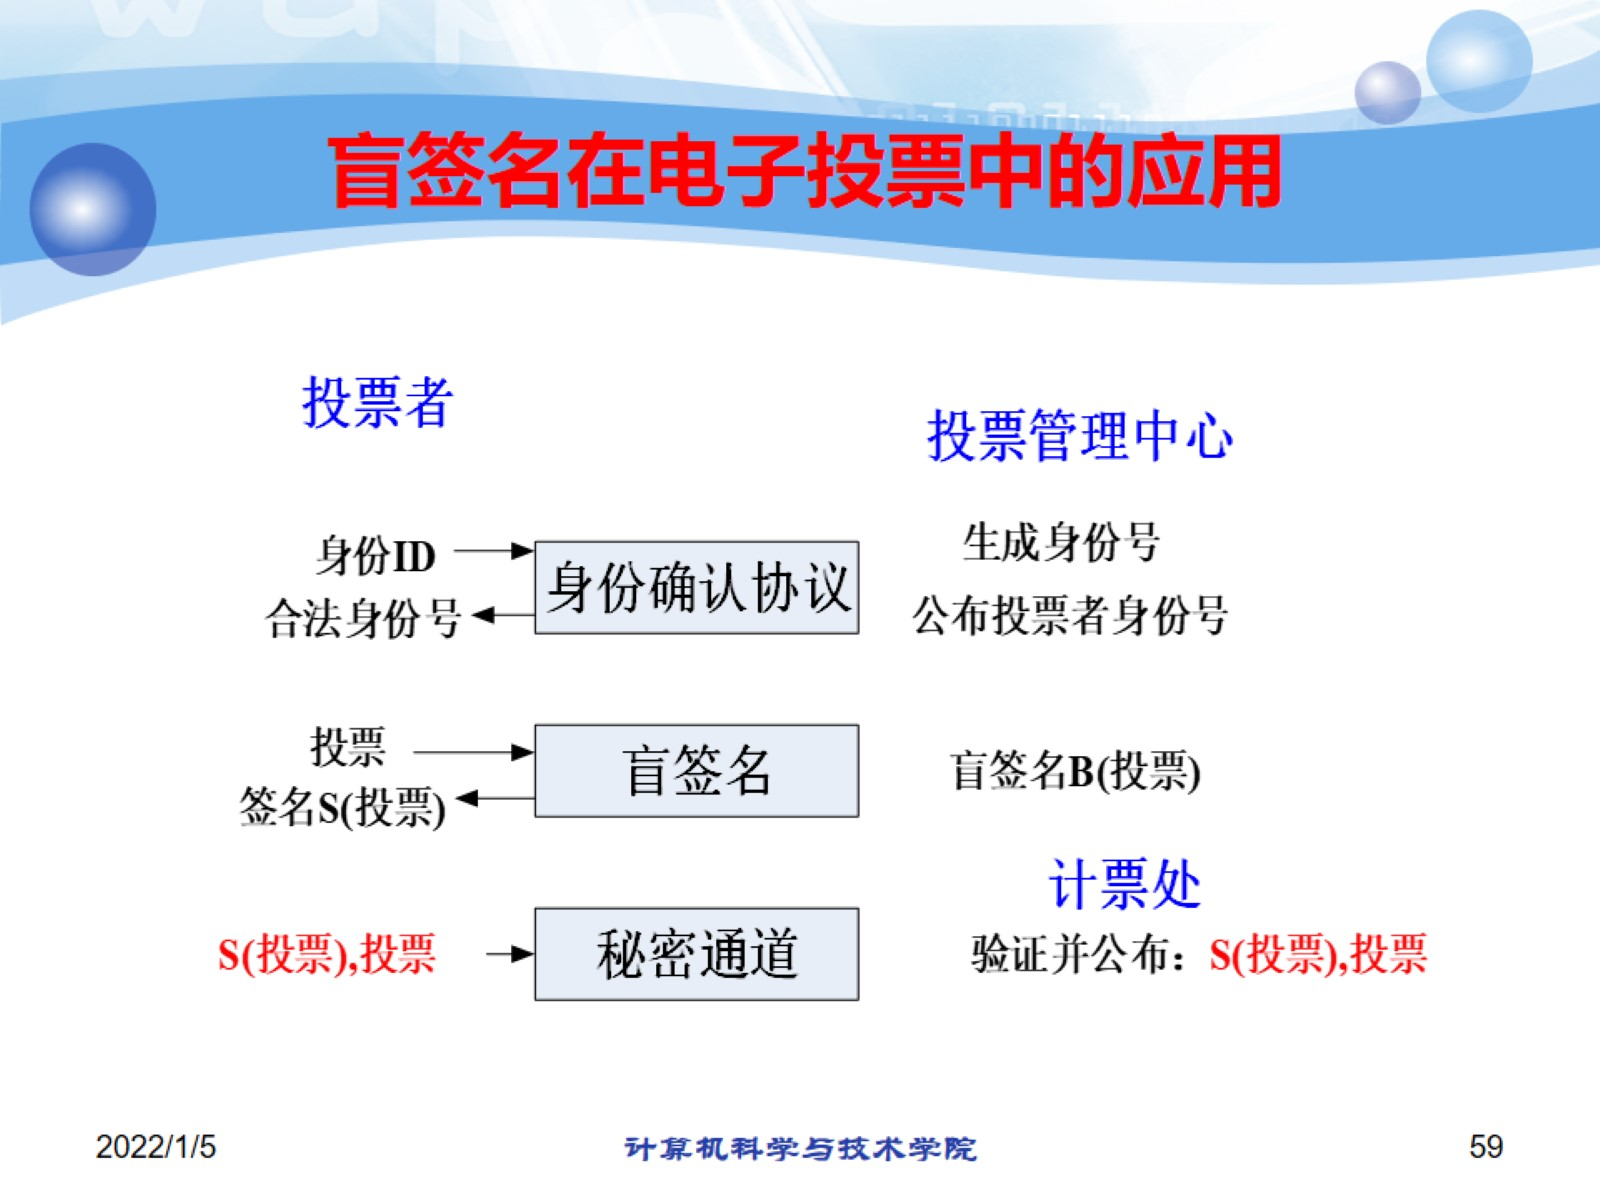 盲签名在电子投票中的应用
投票者
投票管理中心
身份ID
合法身份号
身份确认协议
生成身份号
公布投票者身份号
投票
签名S(投票)
盲签名
盲签名B(投票)
计票处
S(投票),投票
秘密通道
验证并公布：S(投票),投票
2022/1/5
计算机科学与技术学院
59